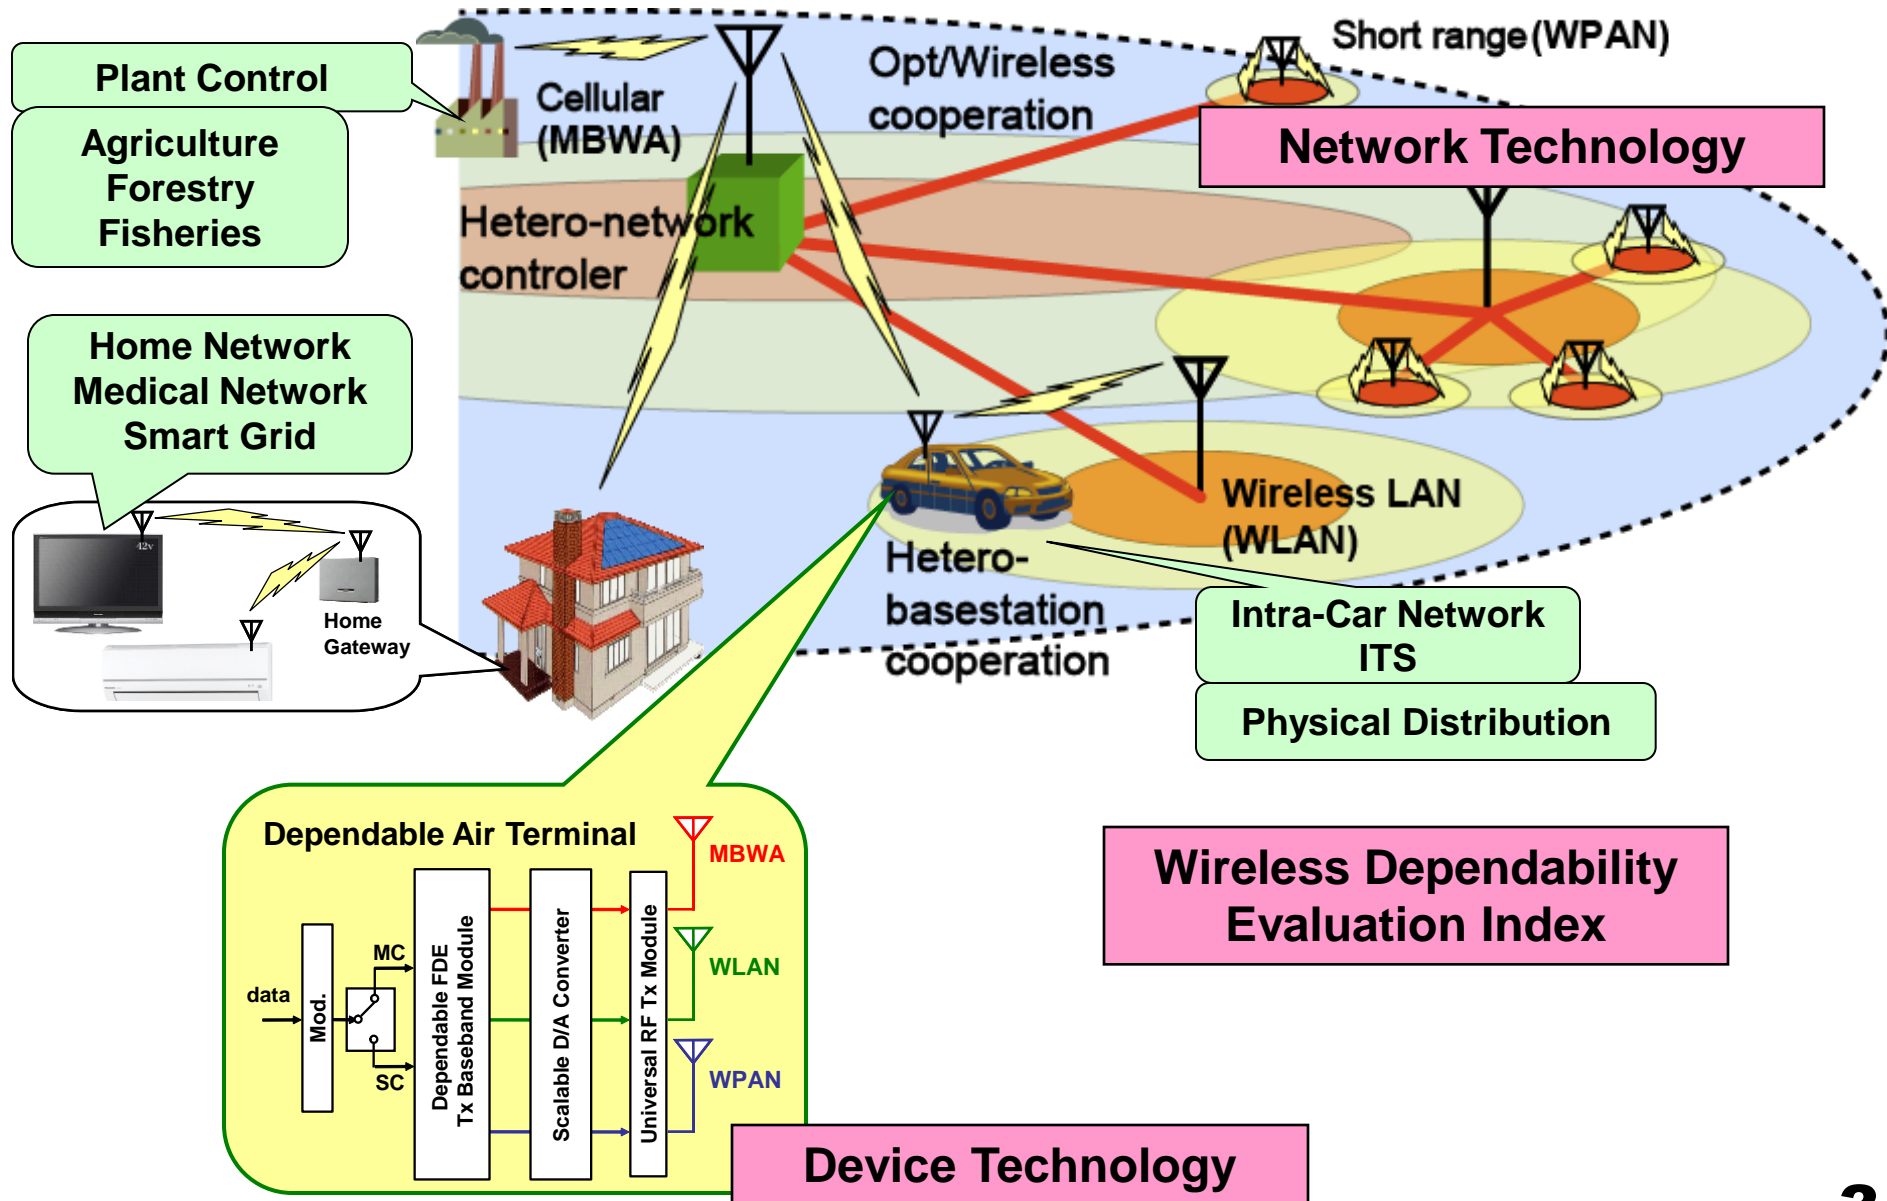 Plant Control
Agriculture
Forestry
Fisheries
Cellular
(MBWA)
Opt/Wireless
cooperation
Short range(WPAN)
Network Technology
Hetero-network
controler
Home Network
Medical Network
Smart Grid
42v
Home
Gateway
Wireless LAN
(WLAN)
Hetero-
basestation
cooperation
Intra-Car Network
ITS
Physical Distribution
Dependable Air Terminal
MBWA
WLAN
WPAN
data
Mod.
MC
SC
Dependable FDE
Tx Baseband Module
Scalable D/A Converter
Universal RF Tx Module
Wireless Dependability
Evaluation Index
Device Technology